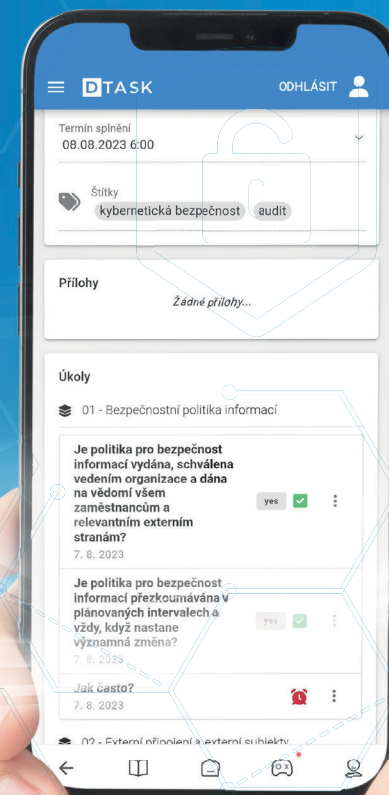 DTASK
ODHLÁSIT
Termín splnění
08.08.2023 6:00
Štítky
kybernetická bezpečnost audit
Přílohy
Žádné přílohy...
Úkoly
01 - Bezpečnostní politika informací
Je politika pro bezpečnost
informací vydána, schválena
vedením organizace a dána
na vědomí všem
zaměstnancům a
relevantním externím
stranám?
yes
7. 8. 2023
Je politika pro bezpečnost
informací přezkoumávána v
plánovaných intervalech a
vždy, když nastane
významná změna?
yes
7. 8. 2023
Jak často?
7. 8. 2023
02 - Externí připojení a externí subjekty